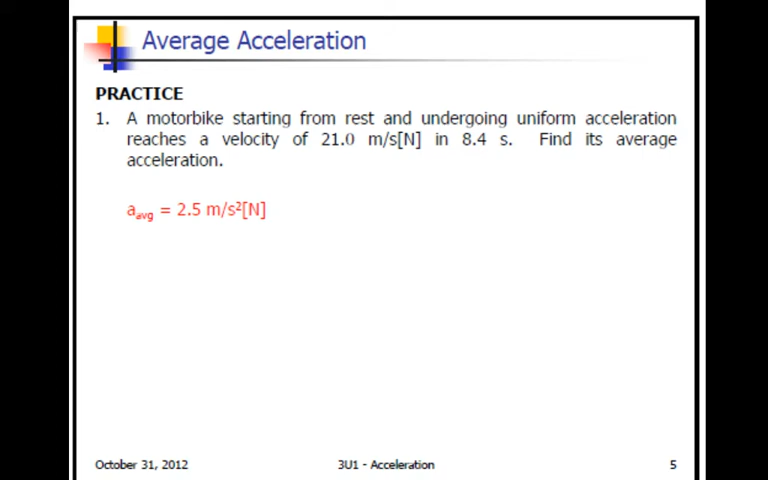 Average Acceleration
PRACTICE
1. A motorbike starting from rest and undergoing uniform acceleration
reaches a velocity of 21.0 m/s[N] in 8.4 s. Find its average
acceleration.
aavg = 2.5 m/s²[N]
October 31, 2012 3U1 - Acceleration 5